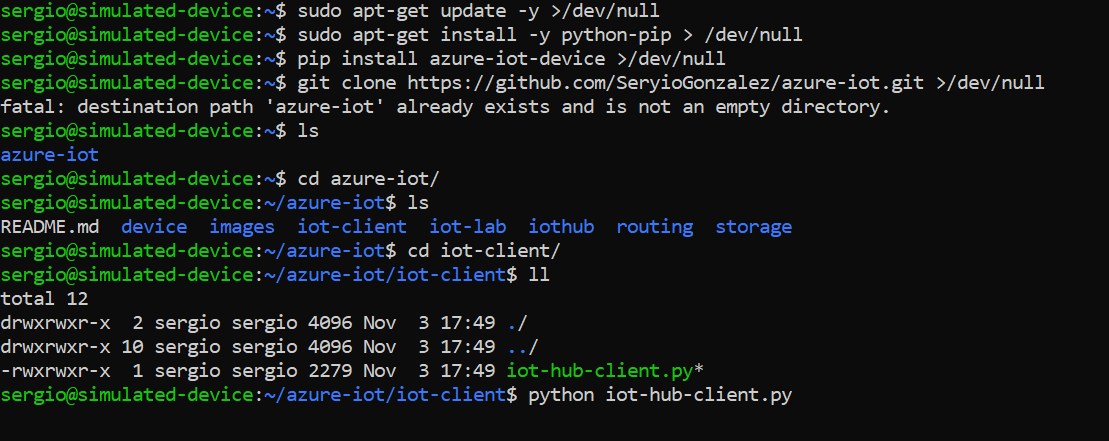 sergio@simulated-device:~$ sudo apt-get update -y >/dev/null
sergio@simulated-device:~$ sudo apt-get install -y python-pip > /dev/null
sergio@simulated-device:~$ pip install azure-iot-device >/dev/null
sergio@simulated-device:~$ git clone https://github.com/SeryioGonzalez/azure-iot.git >/dev/null
fatal: destination path 'azure-iot' already exists and is not an empty directory.
sergio@simulated-device:~$ ls
azure-iot
sergio@simulated-device:~$ cd azure-iot/
sergio@simulated-device:~/azure-iot$ ls
README.md  device  images  iot-client  iot-lab  iothub  routing  storage
sergio@simulated-device:~/azure-iot$ cd iot-client/
sergio@simulated-device:~/azure-iot/iot-client$ ll
total 12
drwxrwxr-x  2 sergio sergio 4096 Nov  3 17:49 ./
drwxrwxr-x 10 sergio sergio 4096 Nov  3 17:49 ../
-rwxrwxr-x  1 sergio sergio 2279 Nov  3 17:49 iot-hub-client.py*
sergio@simulated-device:~/azure-iot/iot-client$ python iot-hub-client.py